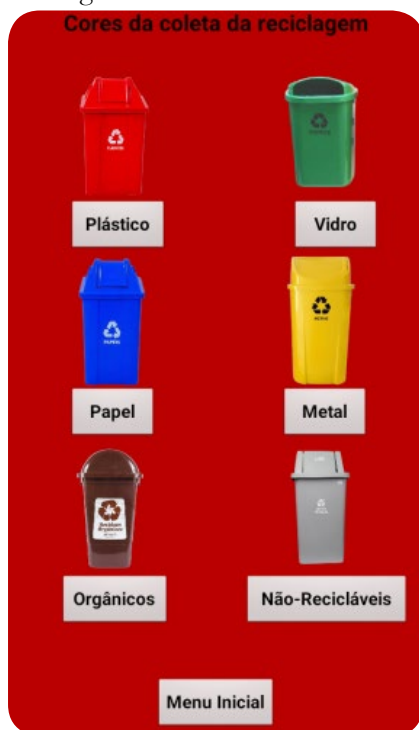 Cores da coleta da reciclagem
Plástico
Vidro
Papel
Metal
Orgânicos
Não-Recicláveis
Menu Inicial